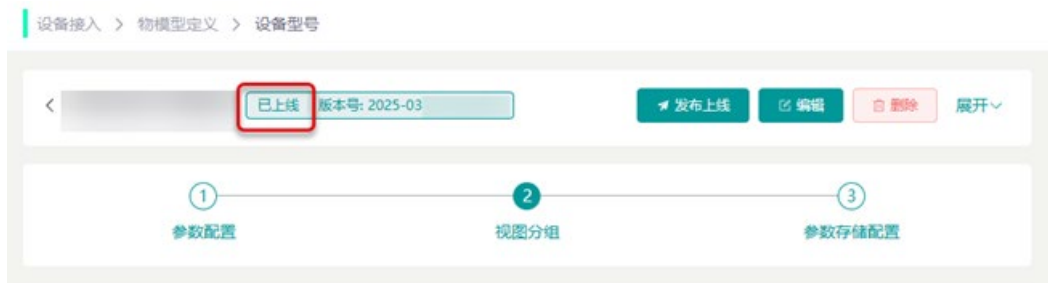 设备接入 > 物模型定义 > 设备型号
已上线 版本号: 2025-03 发布上线 编辑 删除 展开
1 2 3
参数配置 视图分组 参数存储配置